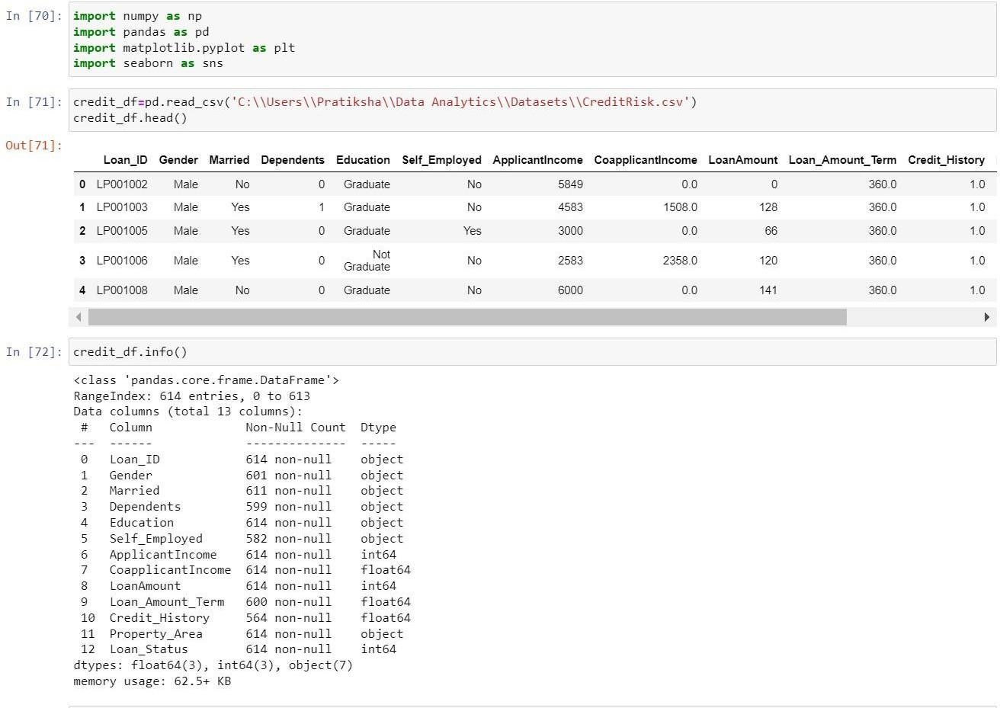 In [70]: import numpy as np
import pandas as pd
import matplotlib.pyplot as plt
import seaborn as sns
In [71]: credit_df=pd.read_csv('C:\\Users\\Pratiksha\\Data Analytics\\Datasets\\CreditRisk.csv')
credit_df.head()
Out[71]:
Loan_ID Gender Married Dependents Education Self_Employed ApplicantIncome CoapplicantIncome LoanAmount Loan_Amount_Term Credit_History
0 LP001002 Male No 0 Graduate No 5849 0.0 0 360.0 1.0
1 LP001003 Male Yes 1 Graduate No 4583 1508.0 128 360.0 1.0
2 LP001005 Male Yes 0 Graduate Yes 3000 0.0 66 360.0 1.0
3 LP001006 Male Yes 0 Not Graduate No 2583 2358.0 120 360.0 1.0
4 LP001008 Male No 0 Graduate No 6000 0.0 141 360.0 1.0
In [72]: credit_df.info()
<class 'pandas.core.frame.DataFrame'>
RangeIndex: 614 entries, 0 to 613
Data columns (total 13 columns):
# Column Non-Null Count Dtype
--- ------ -------------- -----
0 Loan_ID 614 non-null object
1 Gender 601 non-null object
2 Married 611 non-null object
3 Dependents 599 non-null object
4 Education 614 non-null object
5 Self_Employed 582 non-null object
6 ApplicantIncome 614 non-null int64
7 CoapplicantIncome 614 non-null float64
8 LoanAmount 614 non-null int64
9 Loan_Amount_Term 600 non-null float64
10 Credit_History 564 non-null float64
11 Property_Area 614 non-null object
12 Loan_Status 614 non-null int64
dtypes: float64(3), int64(3), object(7)
memory usage: 62.5+ KB